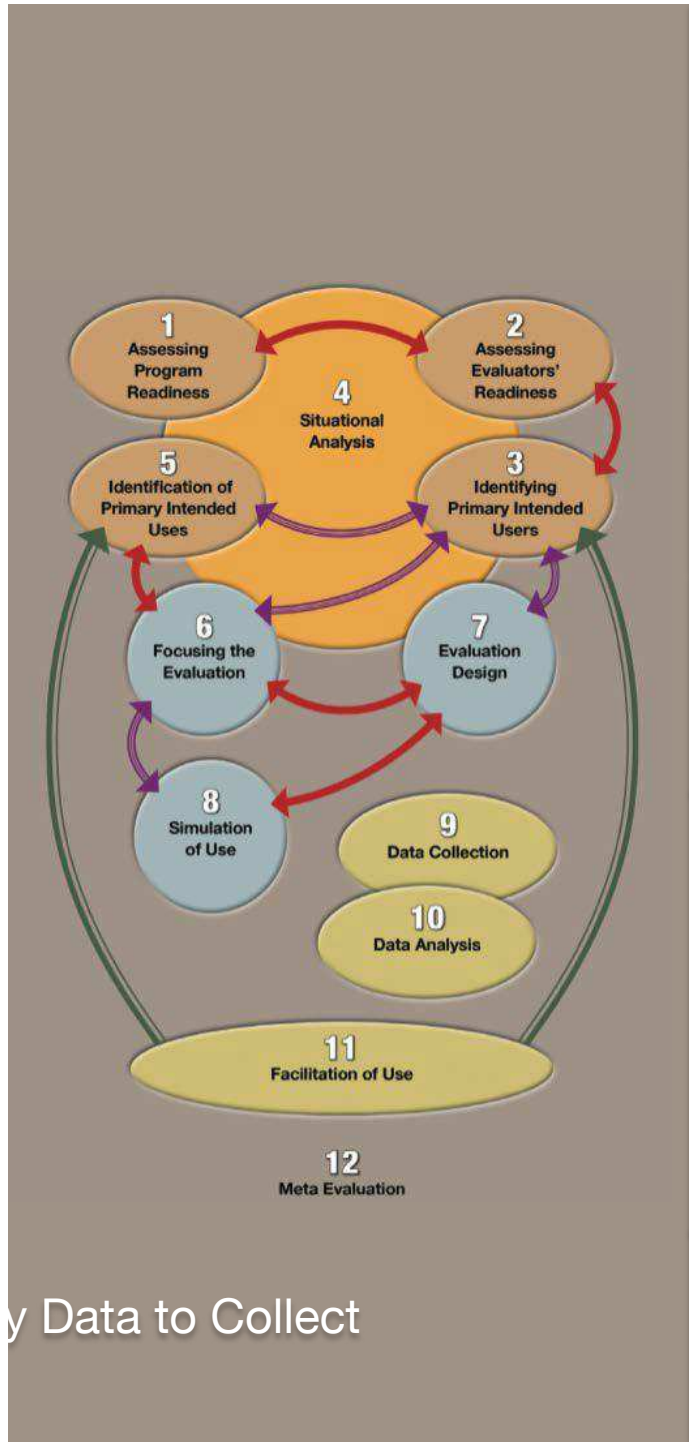 1
Assessing
Program
Readiness
2
Assessing
Evaluators'
Readiness
4
Situational
Analysis
5
Identification of
Primary Intended
Uses
3
Identifying
Primary Intended
Users
6
Focusing the
Evaluation
7
Evaluation
Design
8
Simulation
of Use
9
Data Collection
10
Data Analysis
11
Facilitation of Use
12
Meta Evaluation
y Data to Collect